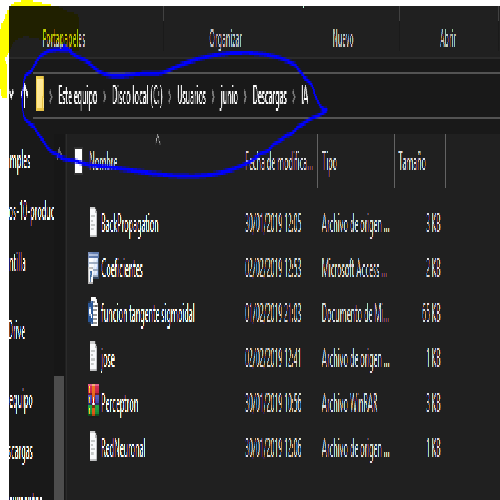 Portapapeles Organizar Nuevo Abrir
Este equipo > Disco local (C:) > Usuarios > junio > Descargas > IA
Nombre Fecha de modifica... Tipo Tamaño
mples
os-10-produc
ntilla
Drive
equipo
scargas
BackPropagation 30/01/2019 12:05 Archivo de origen ... 3 KB
Coeficientes 02/02/2019 12:53 Microsoft Access ... 2 KB
funcion tangente sigmoidal 01/02/2019 21:03 Documento de Mi... 65 KB
jose 02/02/2019 12:41 Archivo de origen ... 1 KB
Perceptron 30/01/2019 10:56 Archivo WinRAR 3 KB
RedNeuronal 30/01/2019 12:06 Archivo de origen ... 1 KB